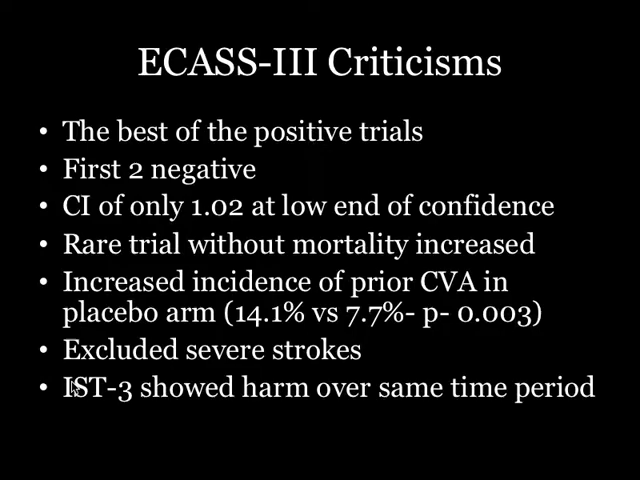 ECASS-III Criticisms
• The best of the positive trials
• First 2 negative
• CI of only 1.02 at low end of confidence
• Rare trial without mortality increased
• Increased incidence of prior CVA in
placebo arm (14.1% vs 7.7%- p- 0.003)
• Excluded severe strokes
• IST-3 showed harm over same time period